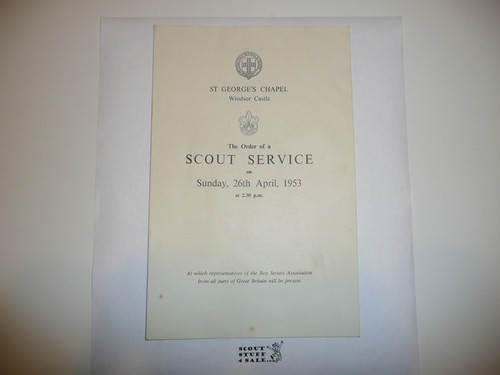 ST GEORGE'S CHAPEL
Windsor Castle
The Order of a
SCOUT SERVICE
on
Sunday, 26th April, 1953
at 2.30 p.m.
At which representatives of the Boy Scouts Association
from all parts of Great Britain will be present
SCOUT
STUFF
4 SALE...